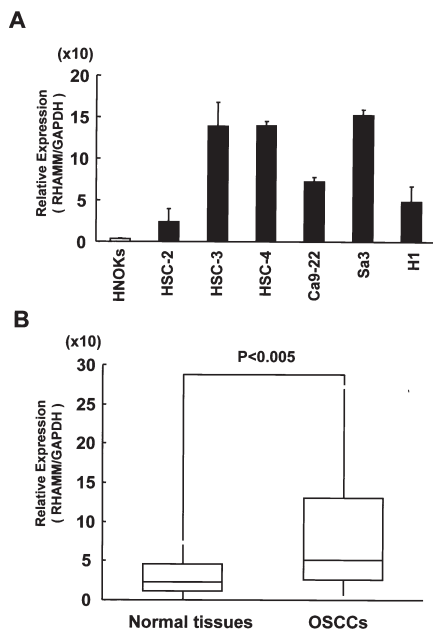 A
(x10)
Relative Expression
( RHAMM/GAPDH )
20
15
10
5
0
HNOKs
HSC-2
HSC-3
HSC-4
Ca9-22
Sa3
H1
B
(x10)
Relative Expression
( RHAMM/GAPDH )
30
25
20
15
10
5
0
P<0.005
Normal tissues
OSCCs